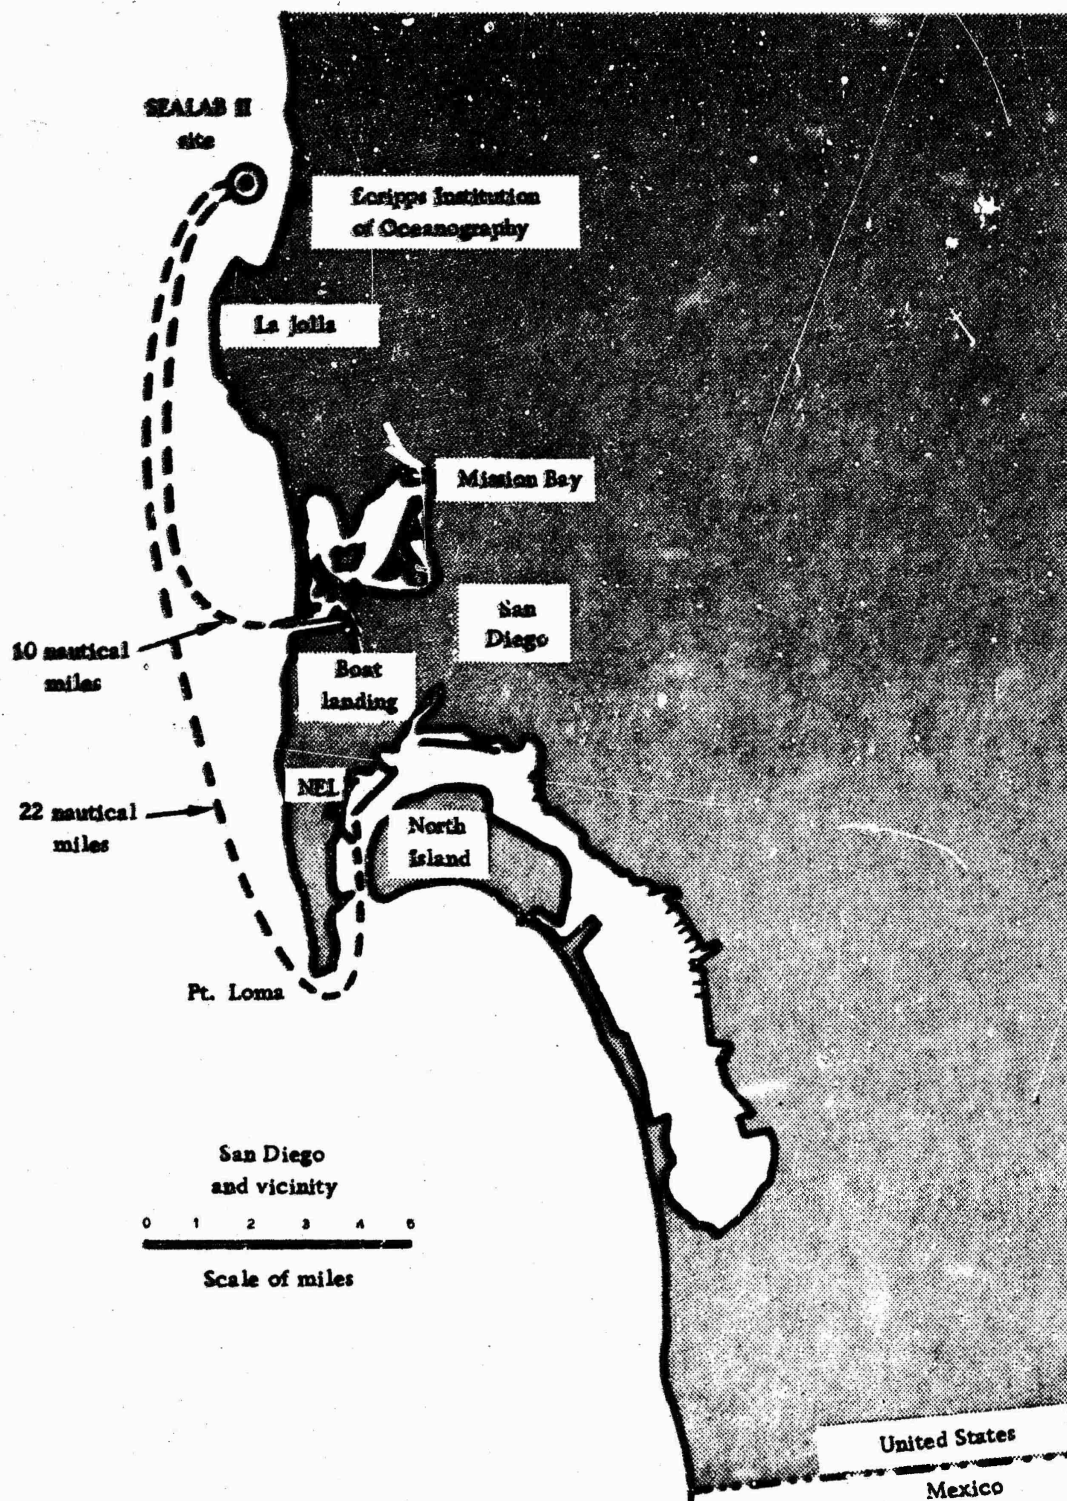 SEALAB II
site
Scripps Institution
of Oceanography
La Jolla
Mission Bay
San
Diego
10 nautical
miles
Boat
landing
NEL
22 nautical
miles
North
Island
Pt. Loma
San Diego
and vicinity
0 1 2 3 4 5
Scale of miles
United States
Mexico